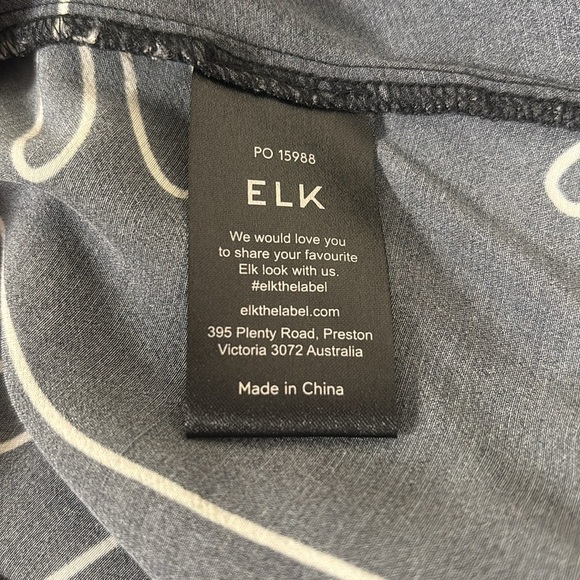 PO 15988
ELK
We would love you
to share your favourite
Elk look with us.
#elkthelabel
elkthelabel.com
395 Plenty Road, Preston
Victoria 3072 Australia
Made in China